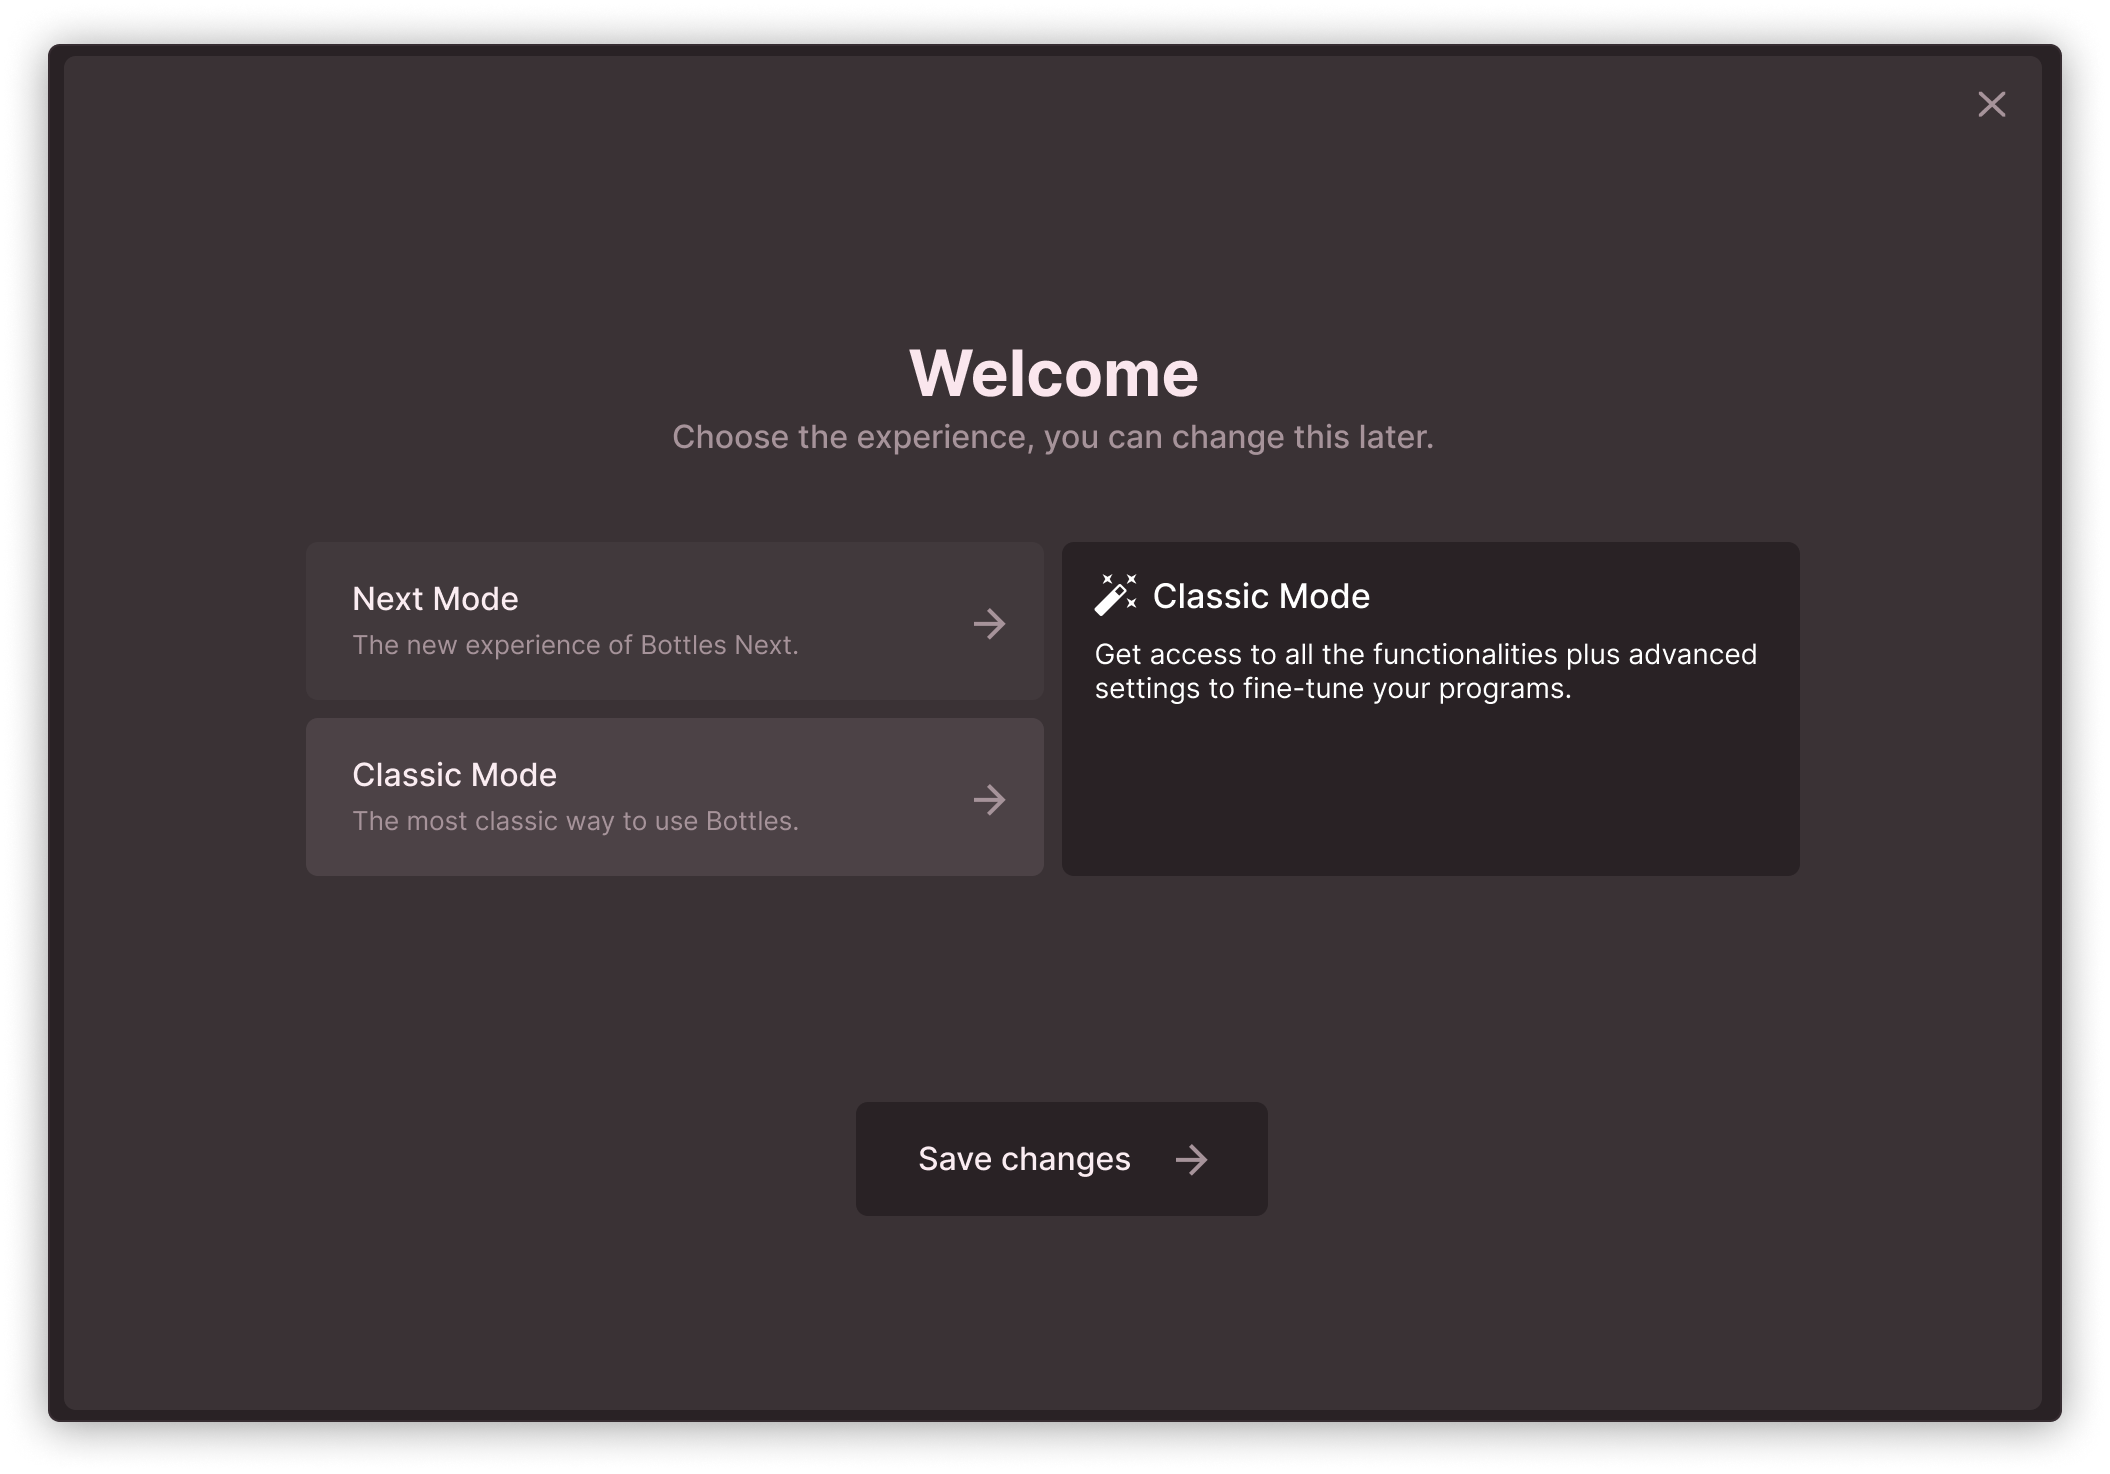 Welcome
Choose the experience, you can change this later.
Next Mode
The new experience of Bottles Next.
Classic Mode
The most classic way to use Bottles.
Classic Mode
Get access to all the functionalities plus advanced
settings to fine-tune your programs.
Save changes